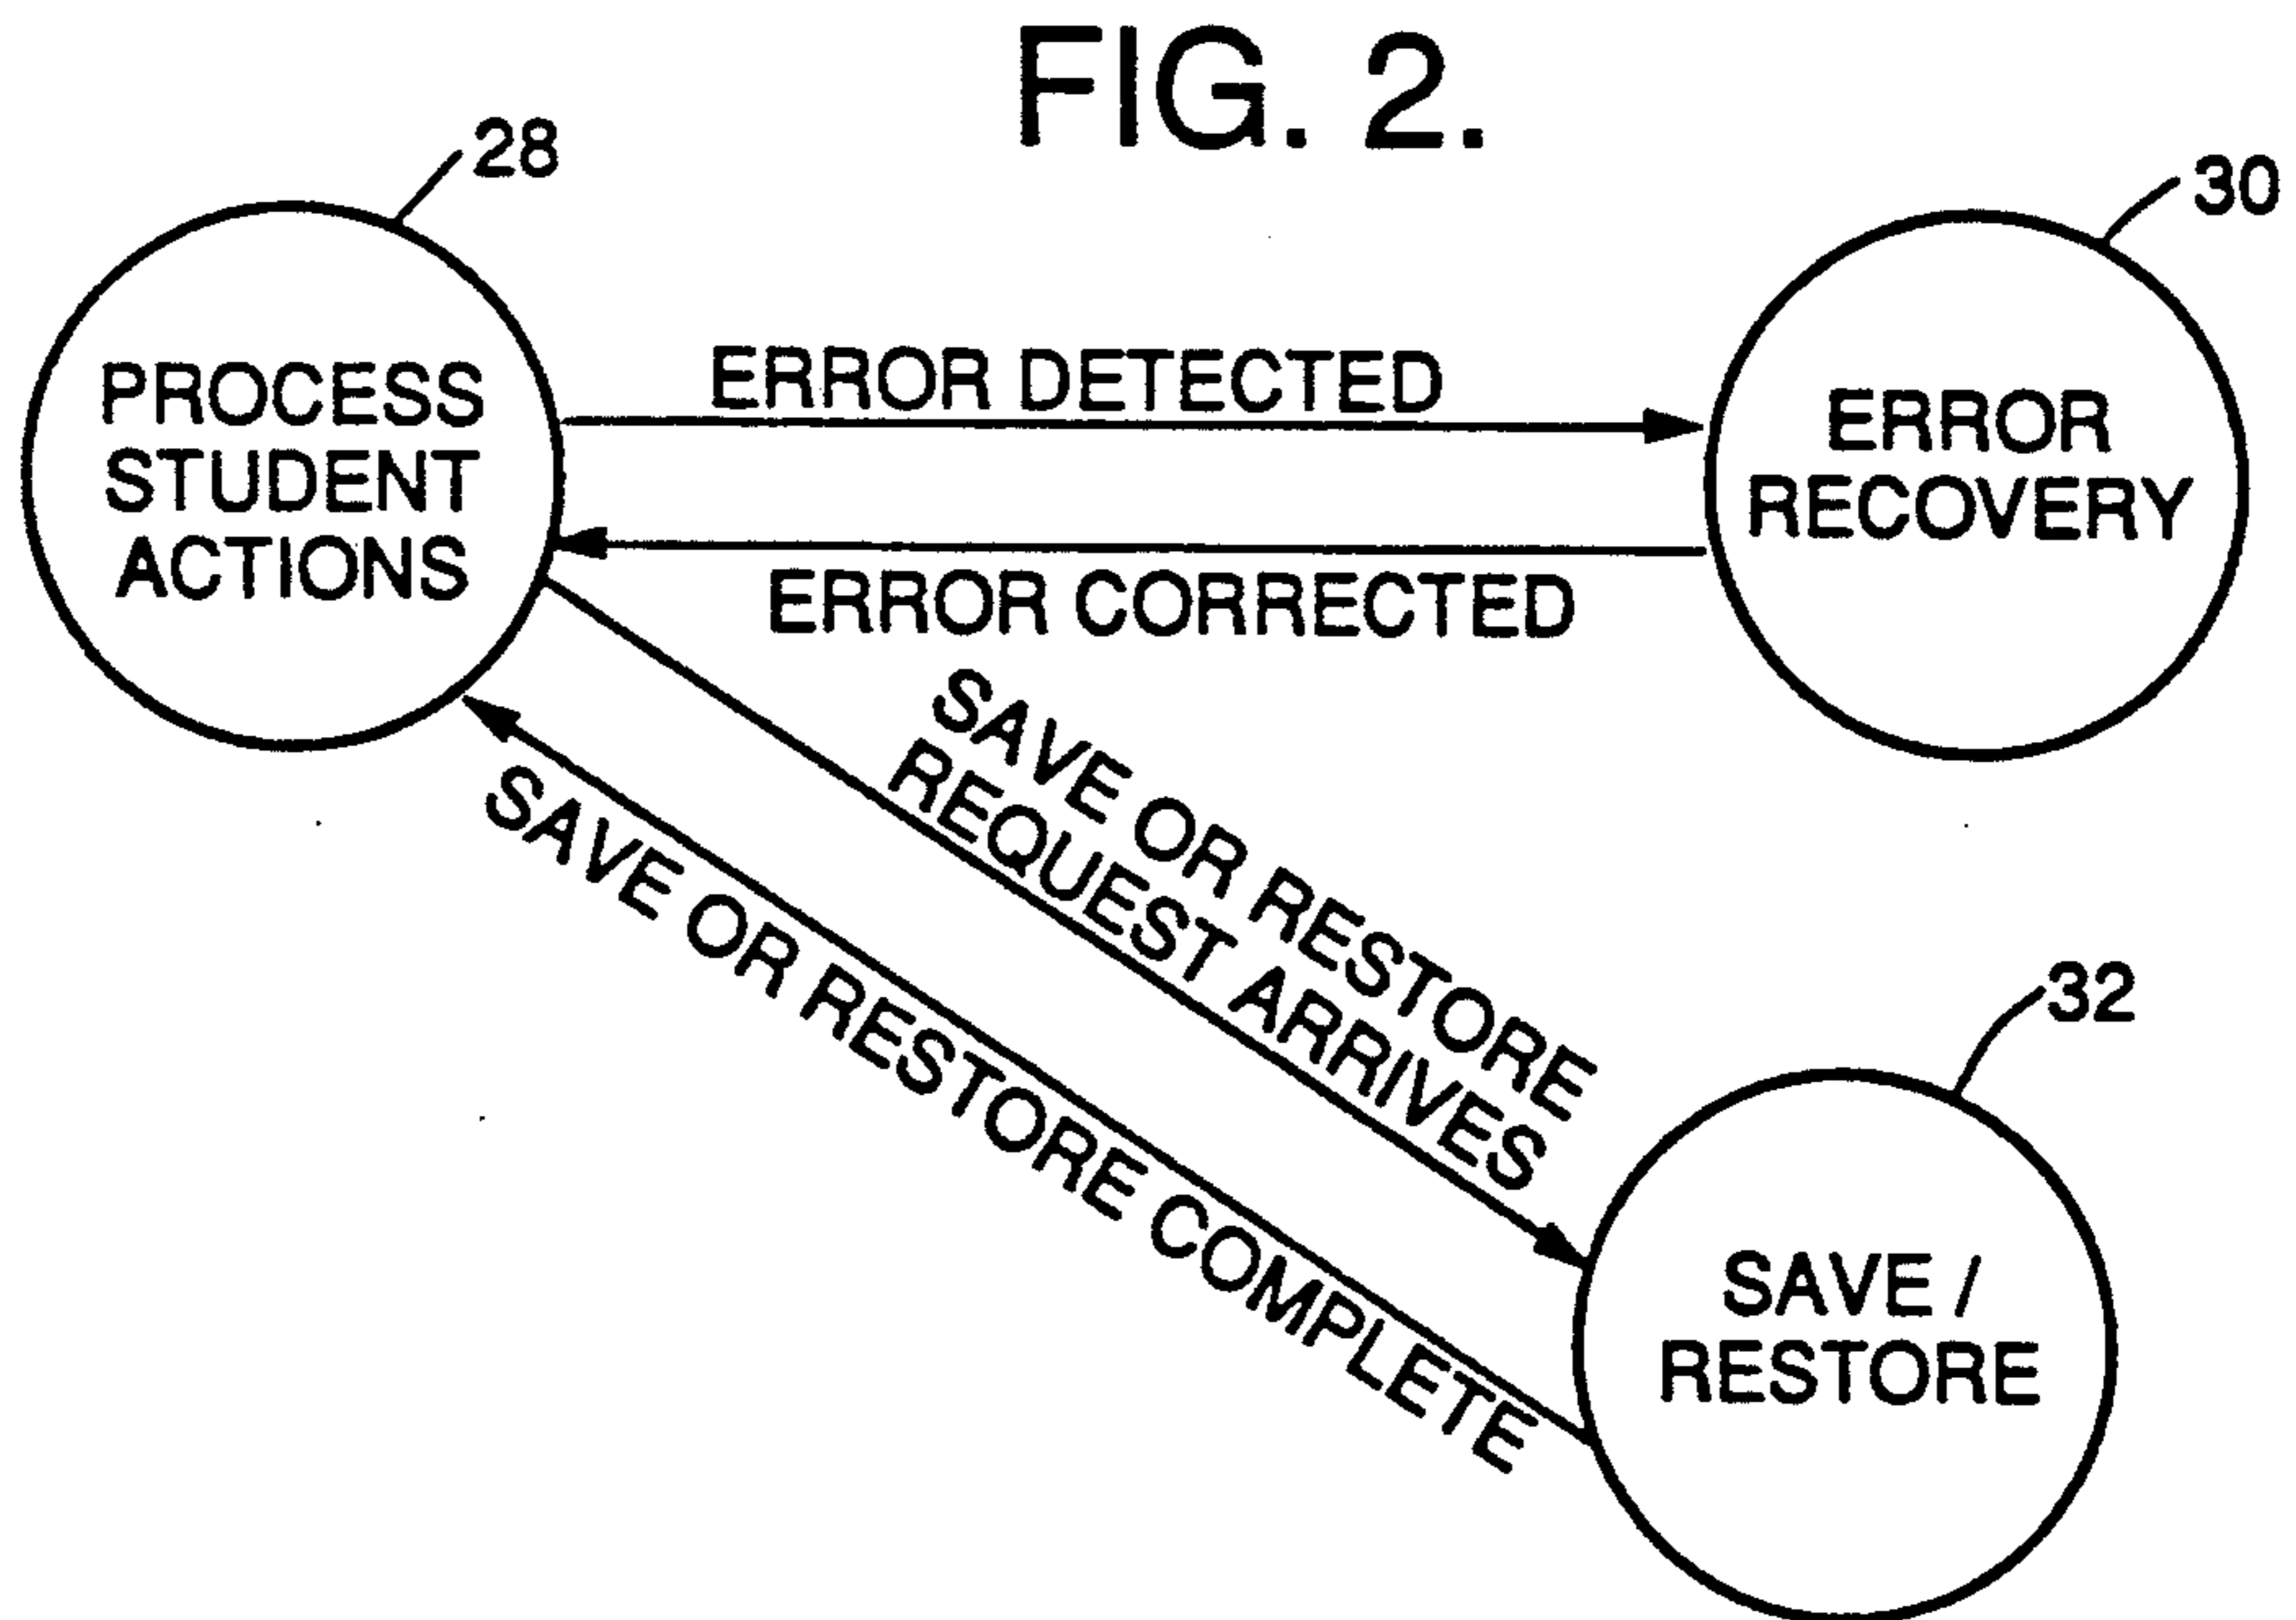 FIG. 2.
28
30
PROCESS
STUDENT
ACTIONS
ERROR DETECTED
ERROR
RECOVERY
ERROR CORRECTED
SAVE OR RESTORE
REQUEST ARRIVES
SAVE OR RESTORE COMPLETE
32
SAVE /
RESTORE